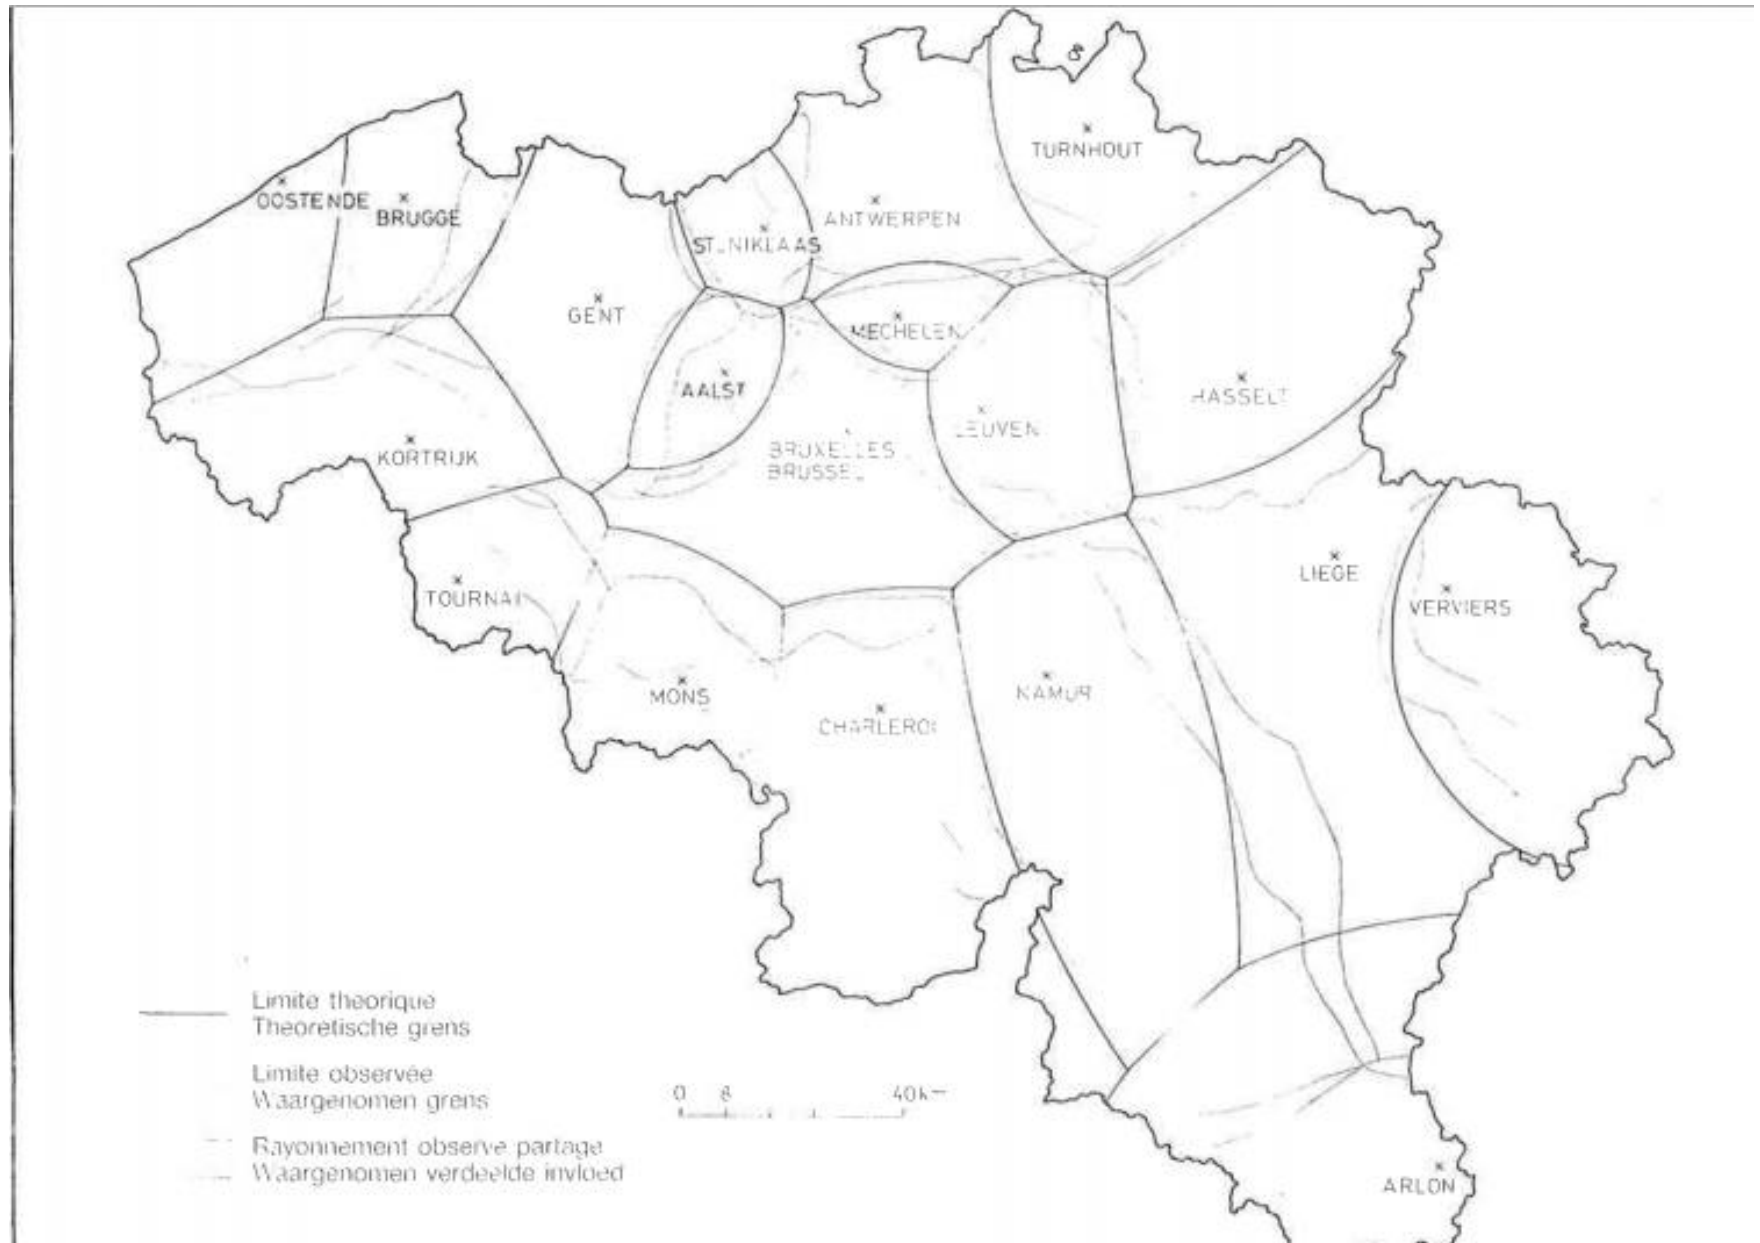 TURNHOUT
OOSTENDE
BRUGGE
ANTWERPEN
ST. NIKLAAS
GENT
MECHELEN
AALST
HASSELT
LEUVEN
BRUXELLES
BRUSSEL
KORTRIJK
LIEGE
TOURNAI
VERVIERS
MONS
NAMUR
CHARLEROI
Limite theorique
Theoretische grens
Limite observée
Waargenomen grens
0 8 40km
Rayonnement observe partage
Waargenomen verdeelde invloed
ARLON